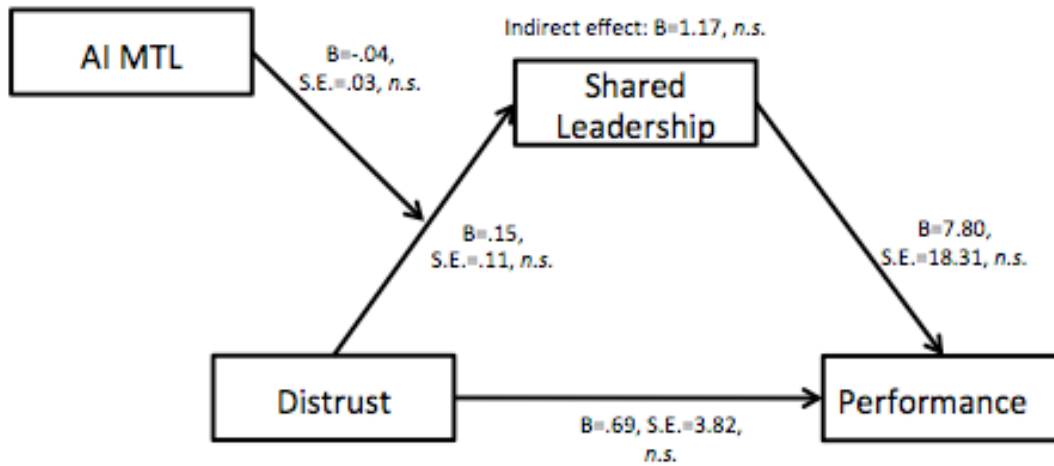 Indirect effect: B=1.17, n.s.
AI MTL
B=-.04,
S.E.=.03, n.s.
Shared
Leadership
B=.15,
S.E.=.11, n.s.
B=7.80,
S.E.=18.31, n.s.
Distrust
Performance
B=.69, S.E.=3.82,
n.s.